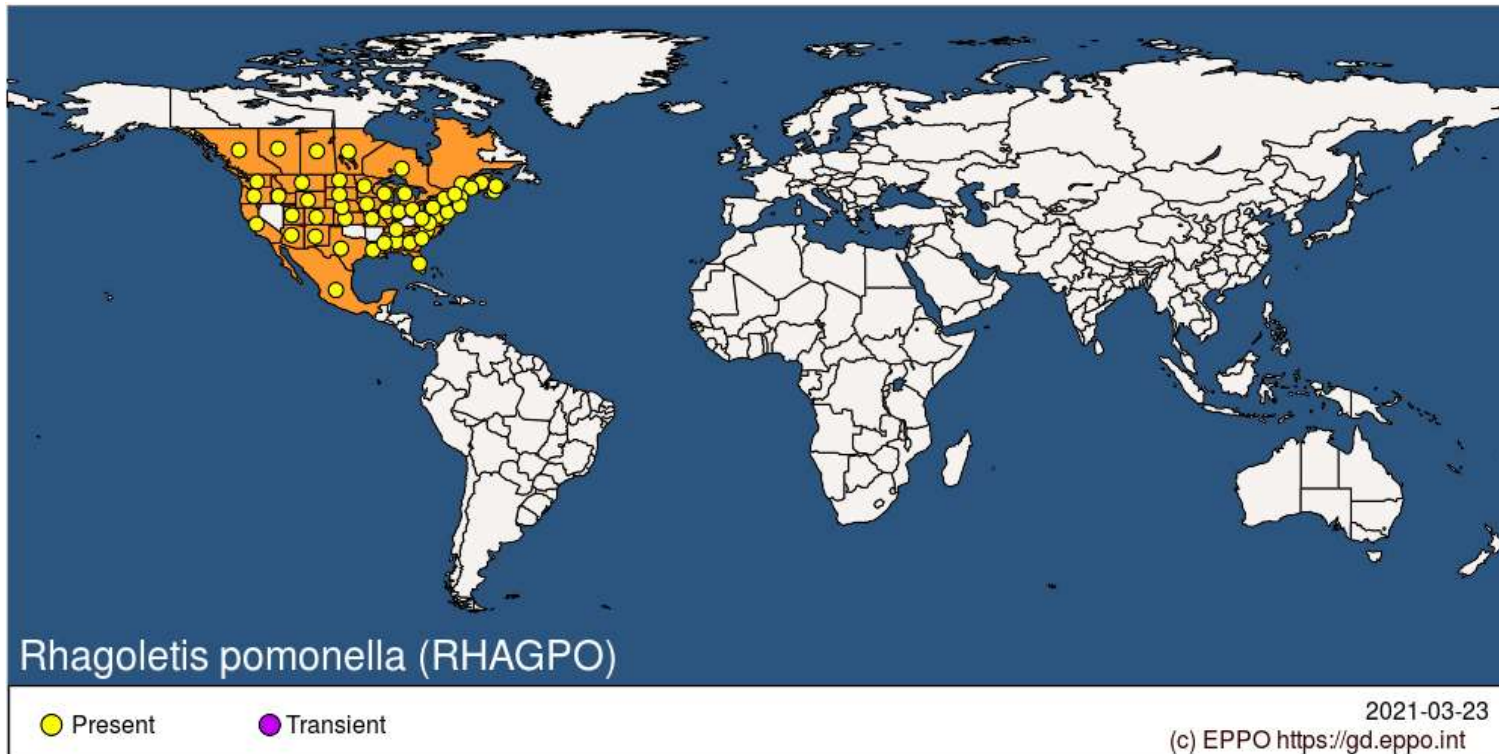 Rhagoletis pomonella (RHAGPO)
Present
Transient
2021-03-23
(c) EPPO https://gd.eppo.int